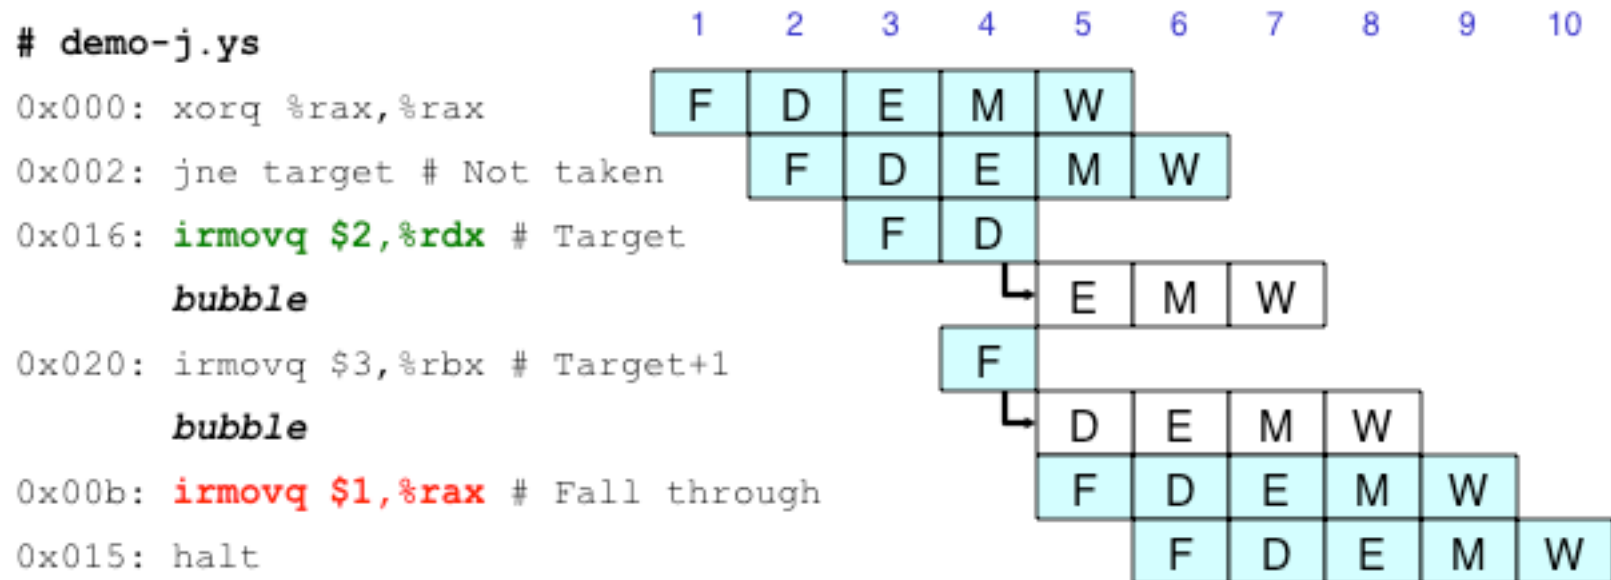 1 2 3 4 5 6 7 8 9 10
# demo-j.ys
0x000: xorq %rax,%rax F D E M W
0x002: jne target # Not taken F D E M W
0x016: irmovq $2,%rdx # Target F D
bubble E M W
0x020: irmovq $3,%rbx # Target+1 F
bubble D E M W
0x00b: irmovq $1,%rax # Fall through F D E M W
0x015: halt F D E M W